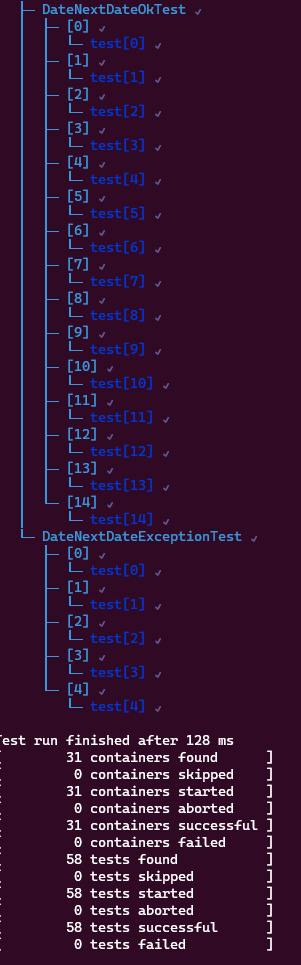 ├─ DateNextDateOkTest ✓
│ ├─ [0] ✓
│ │ └─ test[0] ✓
│ ├─ [1] ✓
│ │ └─ test[1] ✓
│ ├─ [2] ✓
│ │ └─ test[2] ✓
│ ├─ [3] ✓
│ │ └─ test[3] ✓
│ ├─ [4] ✓
│ │ └─ test[4] ✓
│ ├─ [5] ✓
│ │ └─ test[5] ✓
│ ├─ [6] ✓
│ │ └─ test[6] ✓
│ ├─ [7] ✓
│ │ └─ test[7] ✓
│ ├─ [8] ✓
│ │ └─ test[8] ✓
│ ├─ [9] ✓
│ │ └─ test[9] ✓
│ ├─ [10] ✓
│ │ └─ test[10] ✓
│ ├─ [11] ✓
│ │ └─ test[11] ✓
│ ├─ [12] ✓
│ │ └─ test[12] ✓
│ ├─ [13] ✓
│ │ └─ test[13] ✓
│ └─ [14] ✓
│   └─ test[14] ✓
└─ DateNextDateExceptionTest ✓
  ├─ [0] ✓
  │ └─ test[0] ✓
  ├─ [1] ✓
  │ └─ test[1] ✓
  ├─ [2] ✓
  │ └─ test[2] ✓
  ├─ [3] ✓
  │ └─ test[3] ✓
  └─ [4] ✓
    └─ test[4] ✓
Test run finished after 128 ms
[ 31 containers found ]
[ 0 containers skipped ]
[ 31 containers started ]
[ 0 containers aborted ]
[ 31 containers successful ]
[ 0 containers failed ]
[ 58 tests found ]
[ 0 tests skipped ]
[ 58 tests started ]
[ 0 tests aborted ]
[ 58 tests successful ]
[ 0 tests failed ]